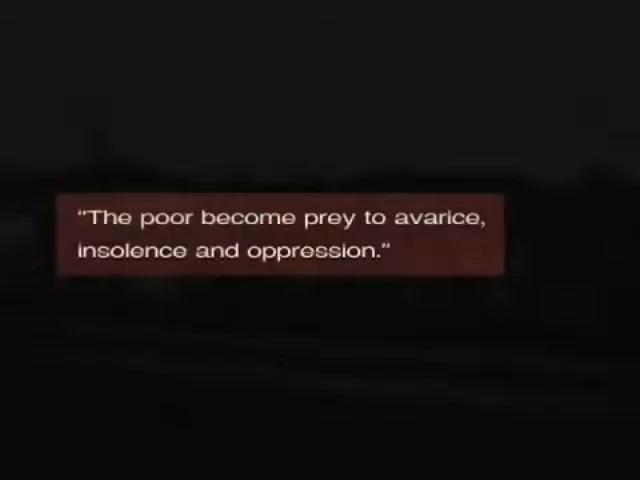 "The poor become prey to avarice,
insolence and oppression."